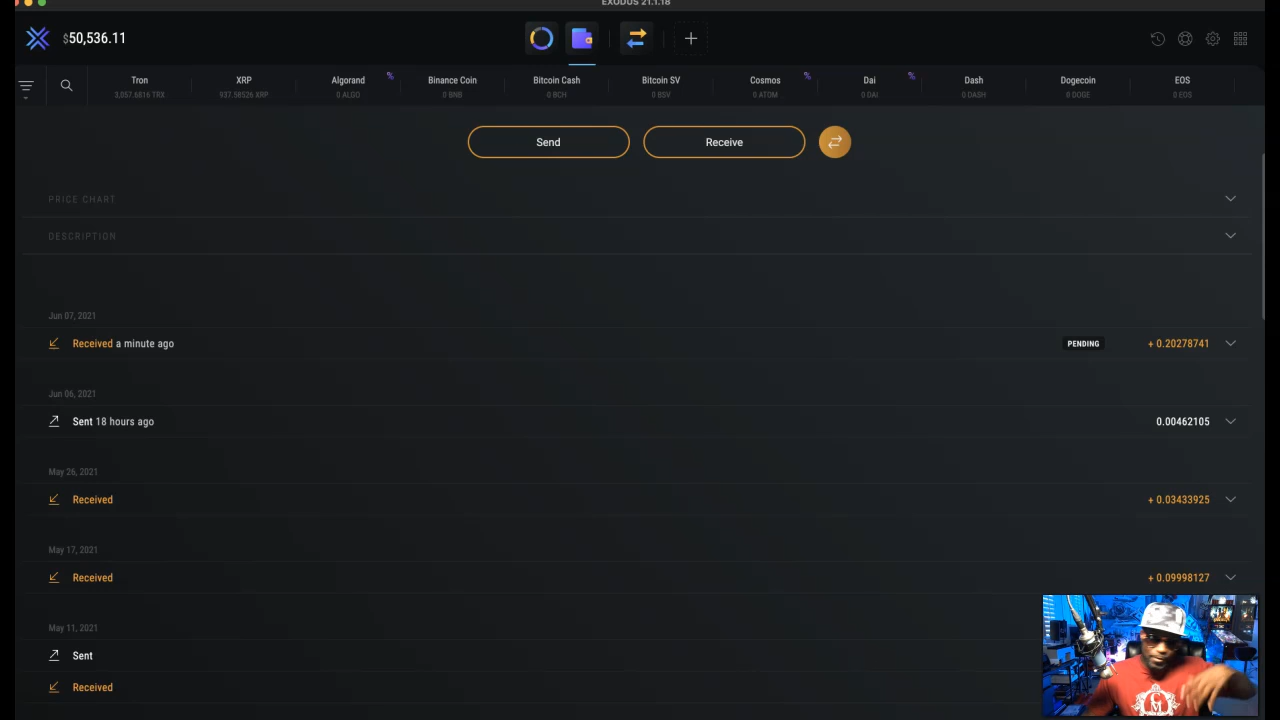 EXODUS 21.1.18
$50,536.11
Tron XRP Algorand Binance Coin Bitcoin Cash Bitcoin SV Cosmos Dai Dash Dogecoin EOS
3,057.6816 TRX 937.58526 XRP 0 ALGO 0 BNB 0 BCH 0 BSV 0 ATOM 0 DAI 0 DASH 0 DOGE 0 EOS
Send Receive
PRICE CHART
DESCRIPTION
Jun 07, 2021
Received a minute ago PENDING + 0.20278741
Jun 06, 2021
Sent 18 hours ago 0.00462105
May 26, 2021
Received + 0.03433925
May 17, 2021
Received + 0.09998127
May 11, 2021
Sent
Received
C
M